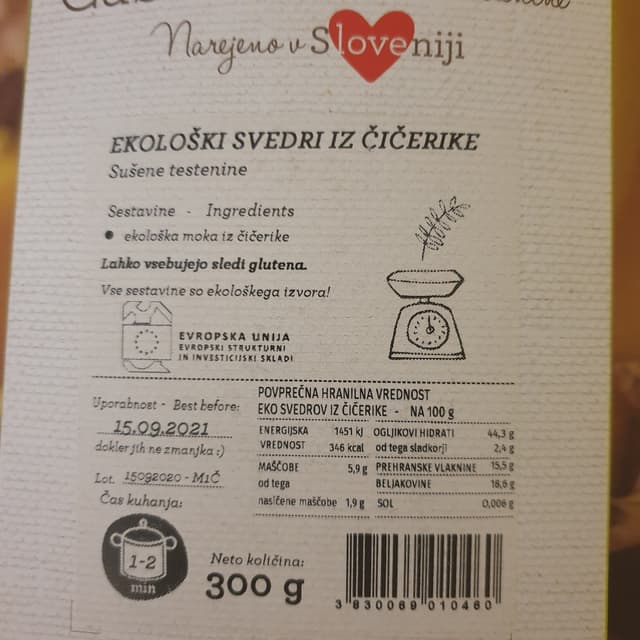 Narejeno v Sloveniji
EKOLOŠKI SVEDRI IZ ČIČERIKE
Sušene testenine
Sestavine - Ingredients
• ekološka moka iz čičerike
Lahko vsebujejo sledi glutena.
Vse sestavine so ekološkega izvora!
EVROPSKA UNIJA
EVROPSKI STRUKTURNI
IN INVESTICIJSKI SKLADI
Uporabnost - Best before:
15.09.2021
dokler jih ne zmanjka :)
Lot. 15092020 - M1Č
Čas kuhanja:
1-2
min
POVPREČNA HRANILNA VREDNOST
EKO SVEDROV IZ ČIČERIKE - NA 100 g
ENERGIJSKA 1451 kJ
VREDNOST 346 kcal
MAŠČOBE 5,9 g
od tega
nasičene maščobe 1,9 g
OGLJIKOVI HIDRATI 44,3 g
od tega sladkorji 2,4 g
PREHRANSKE VLAKNINE 15,5 g
BELJAKOVINE 18,6 g
SOL 0,006 g
Neto količina:
300 g
3 830069 010460